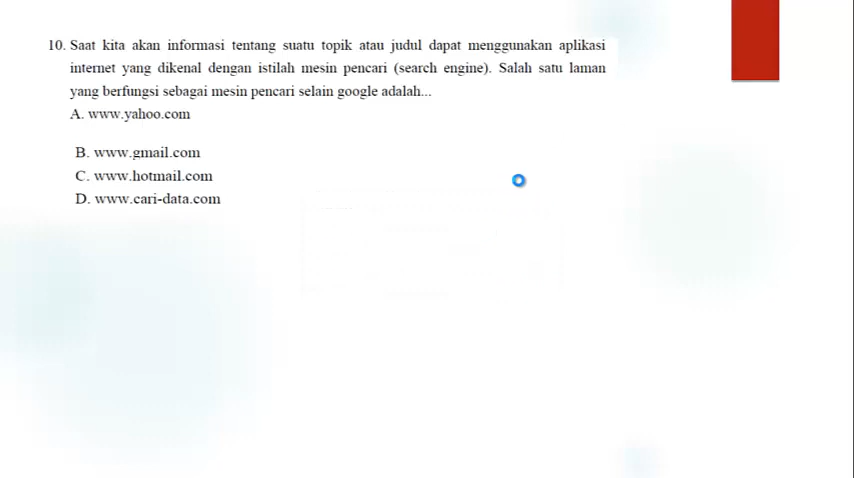 10. Saat kita akan informasi tentang suatu topik atau judul dapat menggunakan aplikasi
internet yang dikenal dengan istilah mesin pencari (search engine). Salah satu laman
yang berfungsi sebagai mesin pencari selain google adalah...
A. www.yahoo.com
B. www.gmail.com
C. www.hotmail.com
D. www.cari-data.com